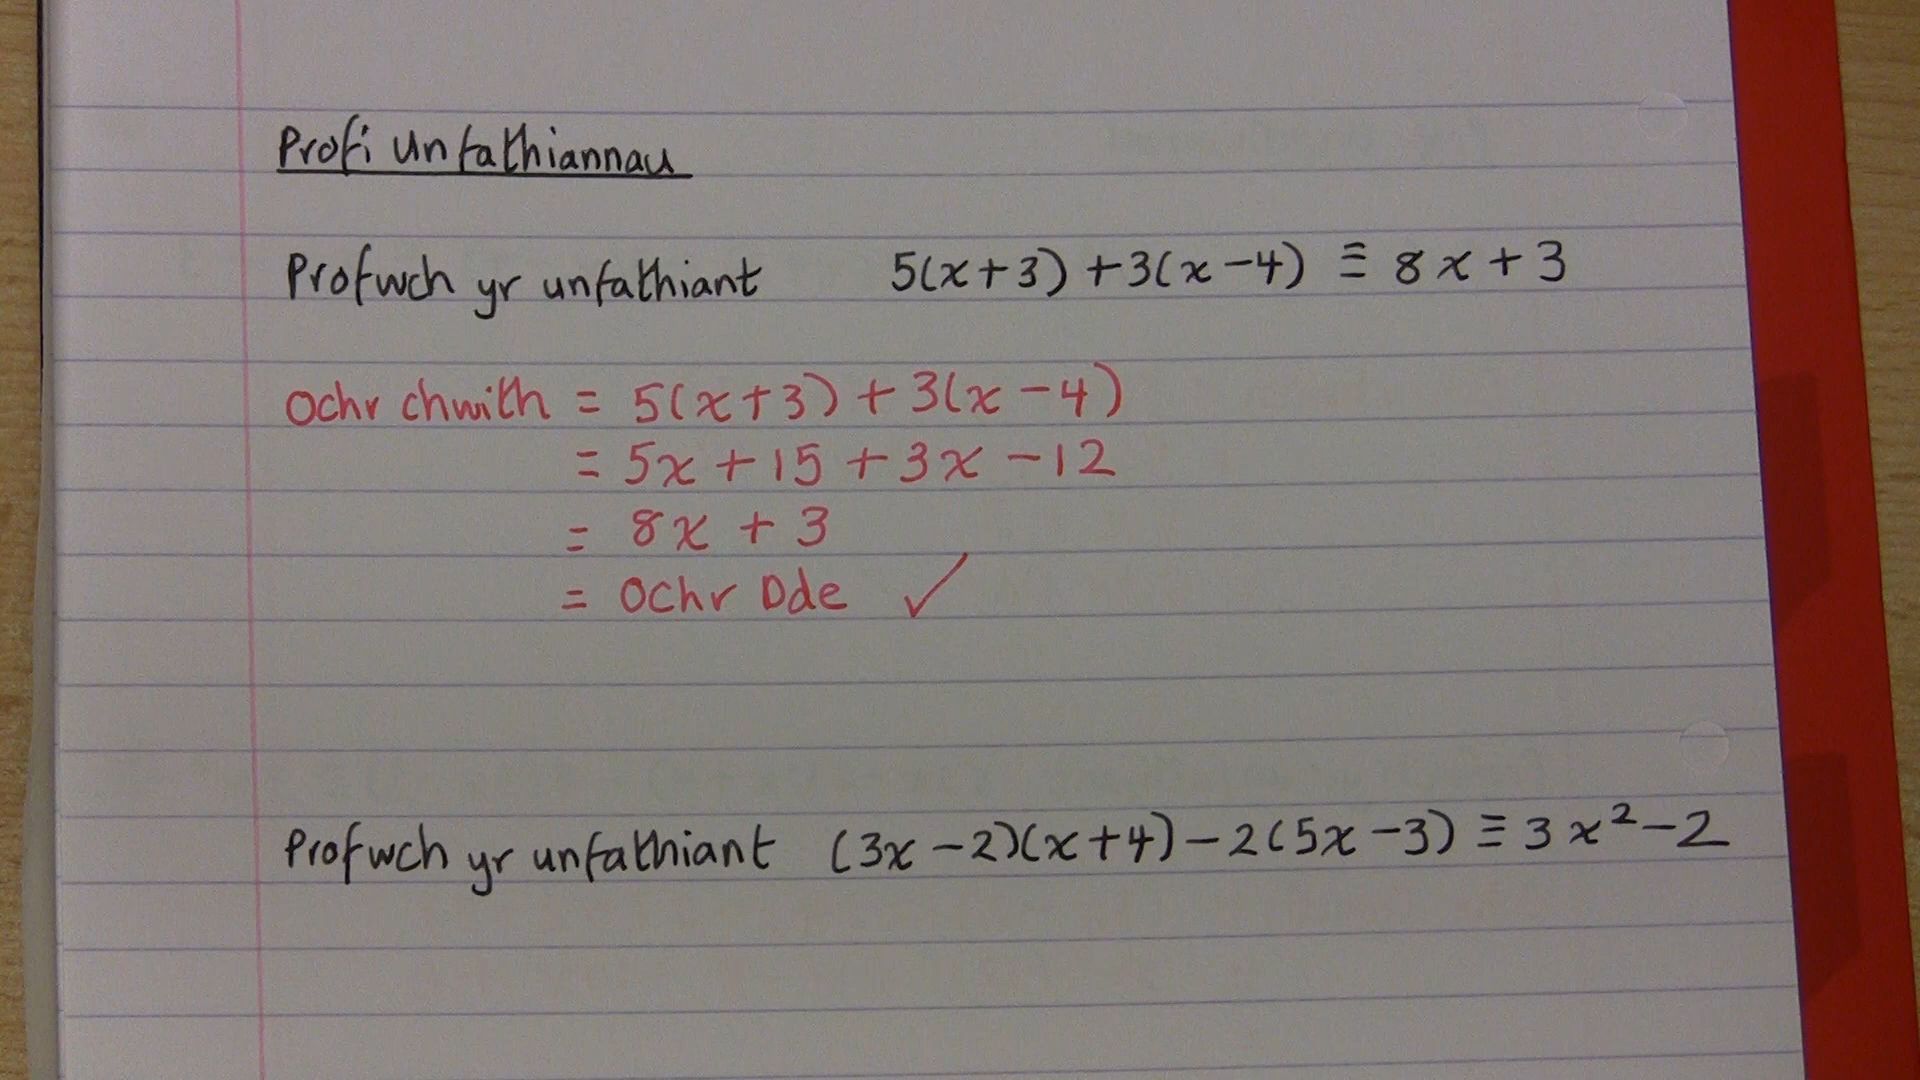 Profi Unfathiannau
Profwch yr unfathiant 5(x+3) + 3(x-4) ≡ 8x + 3
Ochr chwith = 5(x+3) + 3(x-4)
= 5x + 15 + 3x - 12
= 8x + 3
= Ochr Dde ✓
Profwch yr unfathiant (3x-2)(x+4) - 2(5x-3) ≡ 3x² - 2